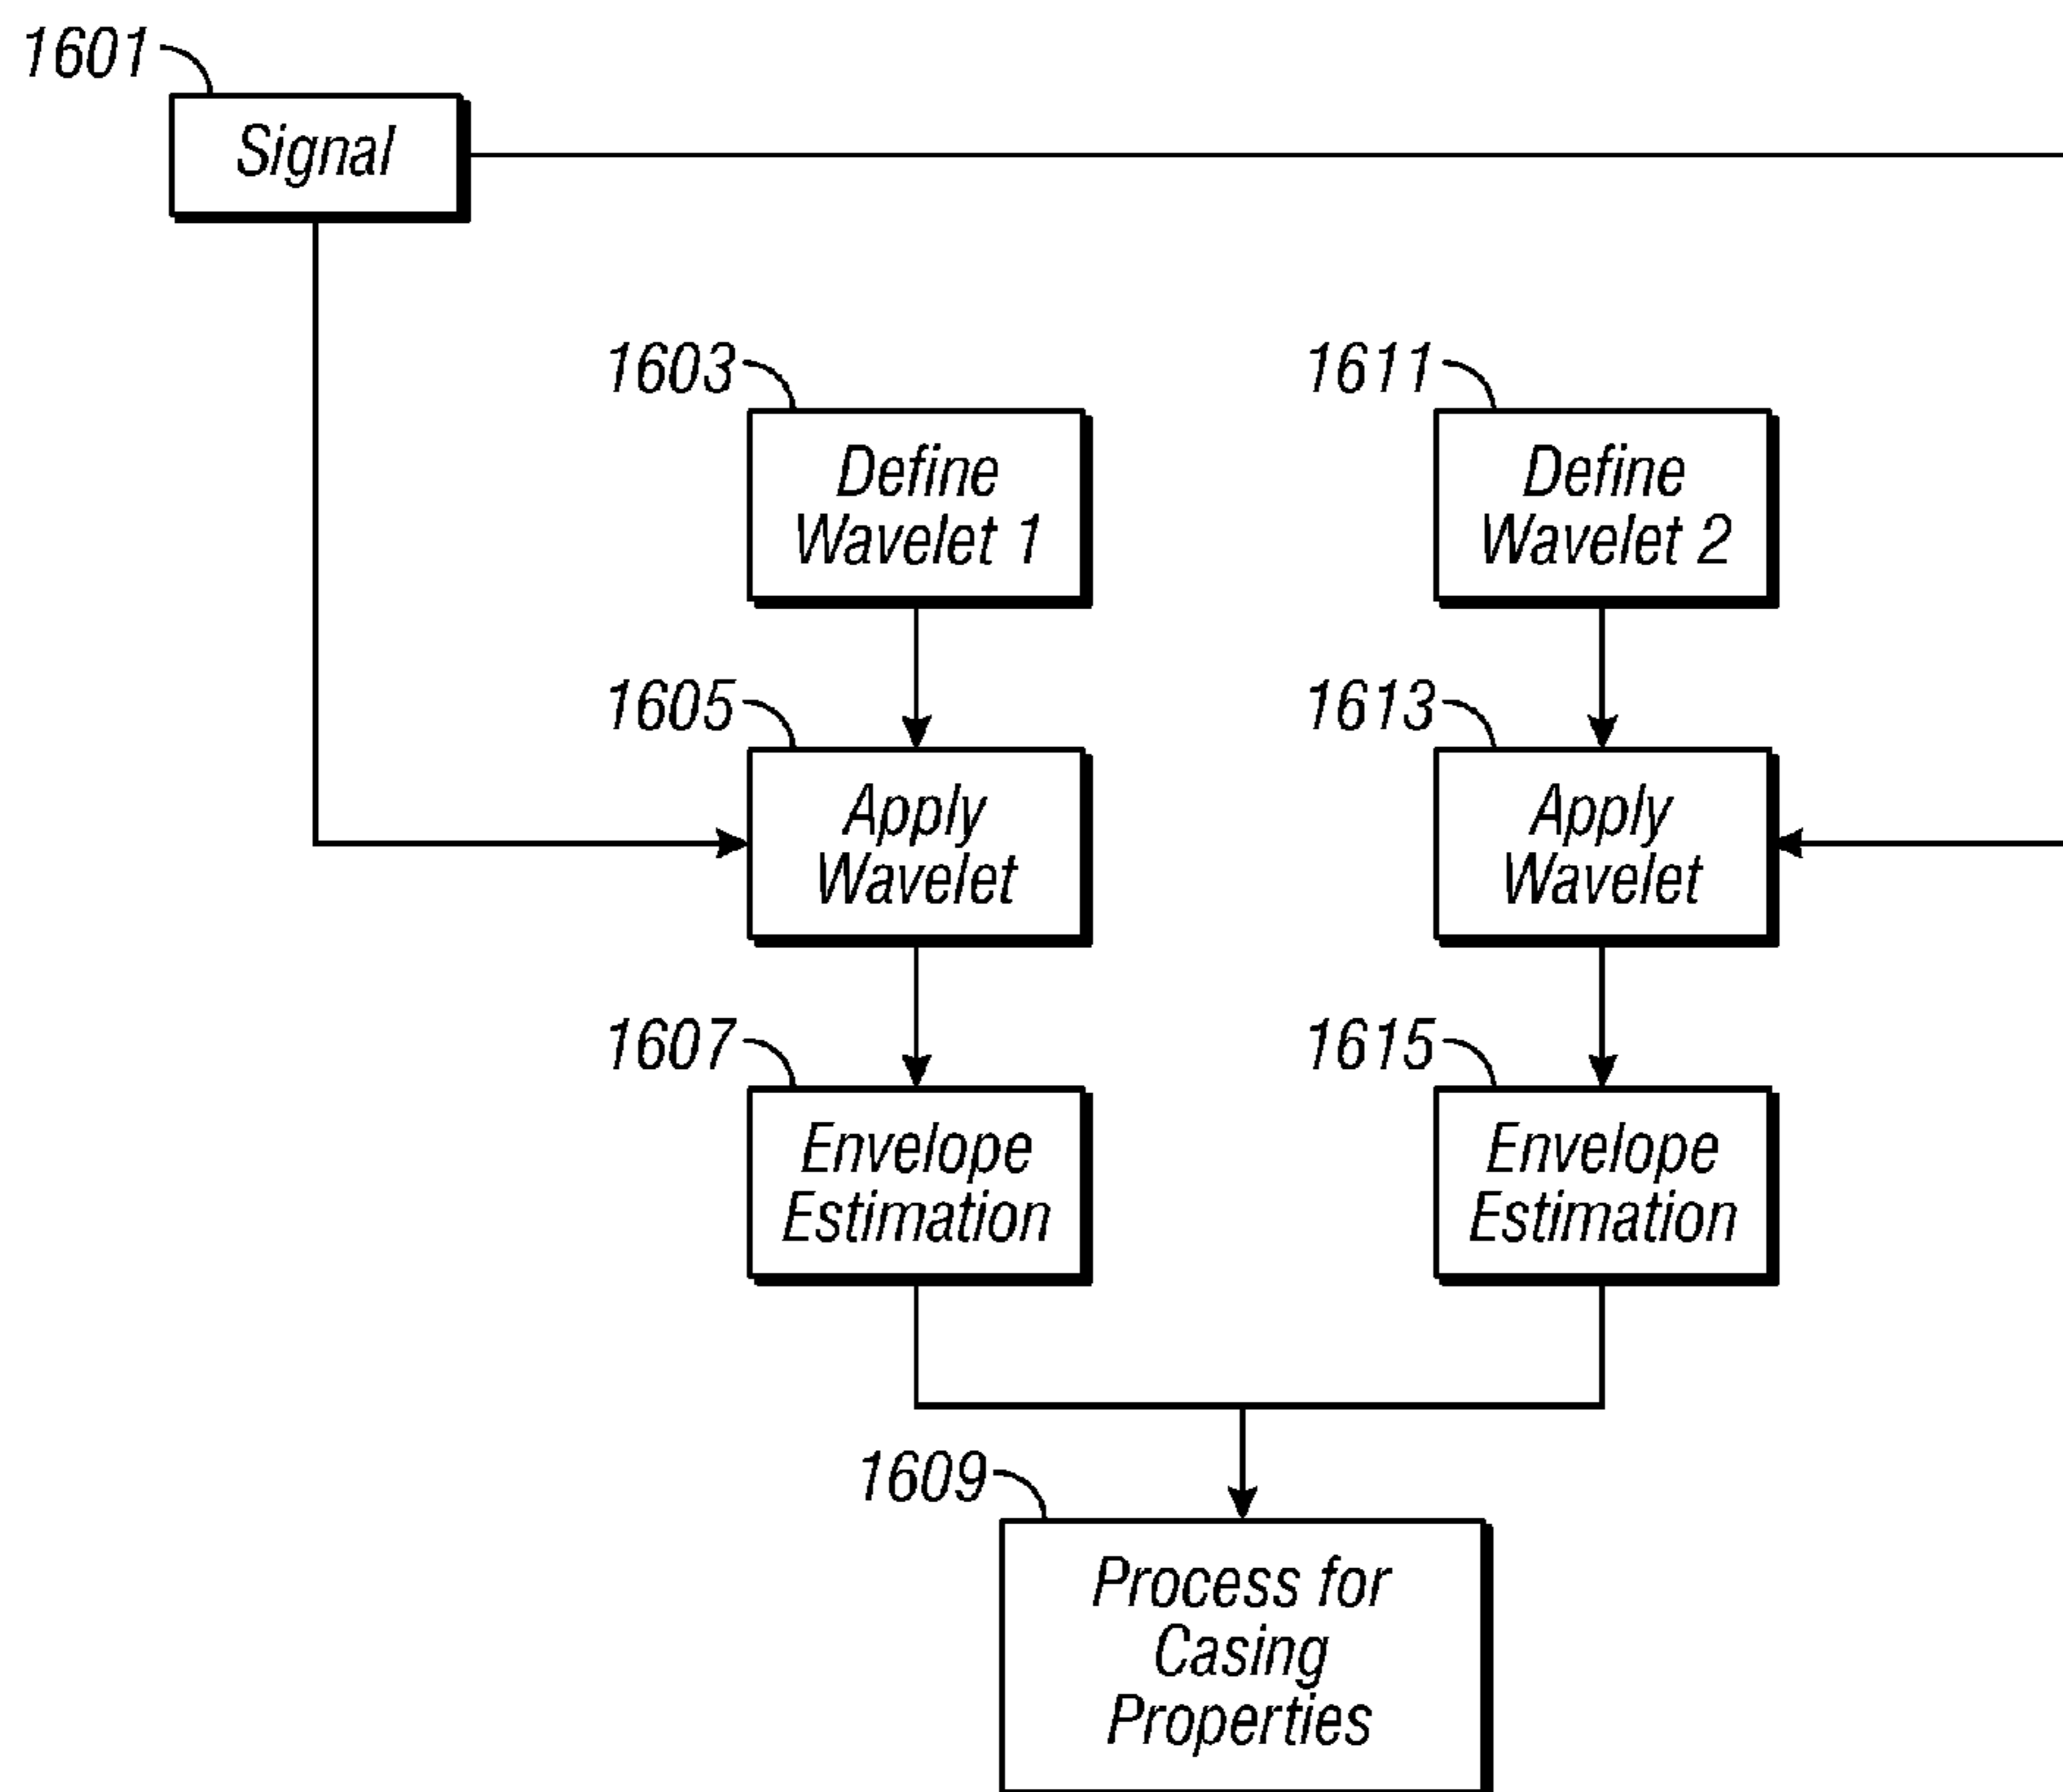 1601
Signal
1603
Define
Wavelet 1
1611
Define
Wavelet 2
1605
Apply
Wavelet
1613
Apply
Wavelet
1607
Envelope
Estimation
1615
Envelope
Estimation
1609
Process for
Casing
Properties